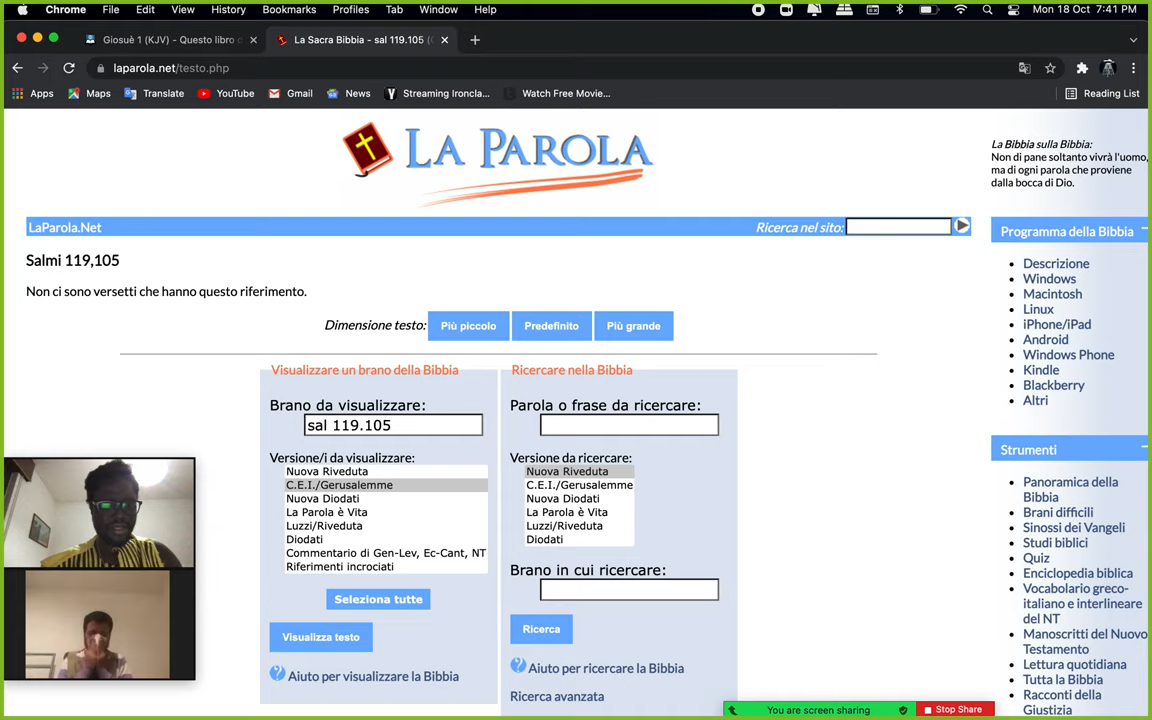 Chrome File Edit View History Bookmarks Profiles Tab Window Help Mon 18 Oct 7:41 PM
Giosuè 1 (KJV) - Questo libro d
La Sacra Bibbia - sal 119.105 (
laparola.net/testo.php
Apps Maps Translate YouTube Gmail News Streaming Ironcla... Watch Free Movie... Reading List
LA PAROLA
La Bibbia sulla Bibbia:
Non di pane soltanto vivrà l'uomo,
ma di ogni parola che proviene
dalla bocca di Dio.
LaParola.Net Ricerca nel sito:
Salmi 119,105
Non ci sono versetti che hanno questo riferimento.
Dimensione testo: Più piccolo Predefinito Più grande
Visualizzare un brano della Bibbia
Brano da visualizzare:
sal 119.105
Versione/i da visualizzare:
Nuova Riveduta
C.E.I./Gerusalemme
Nuova Diodati
La Parola è Vita
Luzzi/Riveduta
Diodati
Commentario di Gen-Lev, Ec-Cant, NT
Riferimenti incrociati
Seleziona tutte
Visualizza testo
Aiuto per visualizzare la Bibbia
Ricercare nella Bibbia
Parola o frase da ricercare:
Versione da ricercare:
Nuova Riveduta
C.E.I./Gerusalemme
Nuova Diodati
La Parola è Vita
Luzzi/Riveduta
Diodati
Brano in cui ricercare:
Ricerca
Aiuto per ricercare la Bibbia
Ricerca avanzata
Programma della Bibbia
Descrizione
Windows
Macintosh
Linux
iPhone/iPad
Android
Windows Phone
Kindle
Blackberry
Altri
Strumenti
Panoramica della
Bibbia
Brani difficili
Sinossi dei Vangeli
Studi biblici
Quiz
Enciclopedia biblica
Vocabolario greco-
italiano e interlineare
del NT
Manoscritti del Nuovo
Testamento
Lettura quotidiana
Tutta la Bibbia
Racconti della
Giustizia
You are screen sharing Stop Share